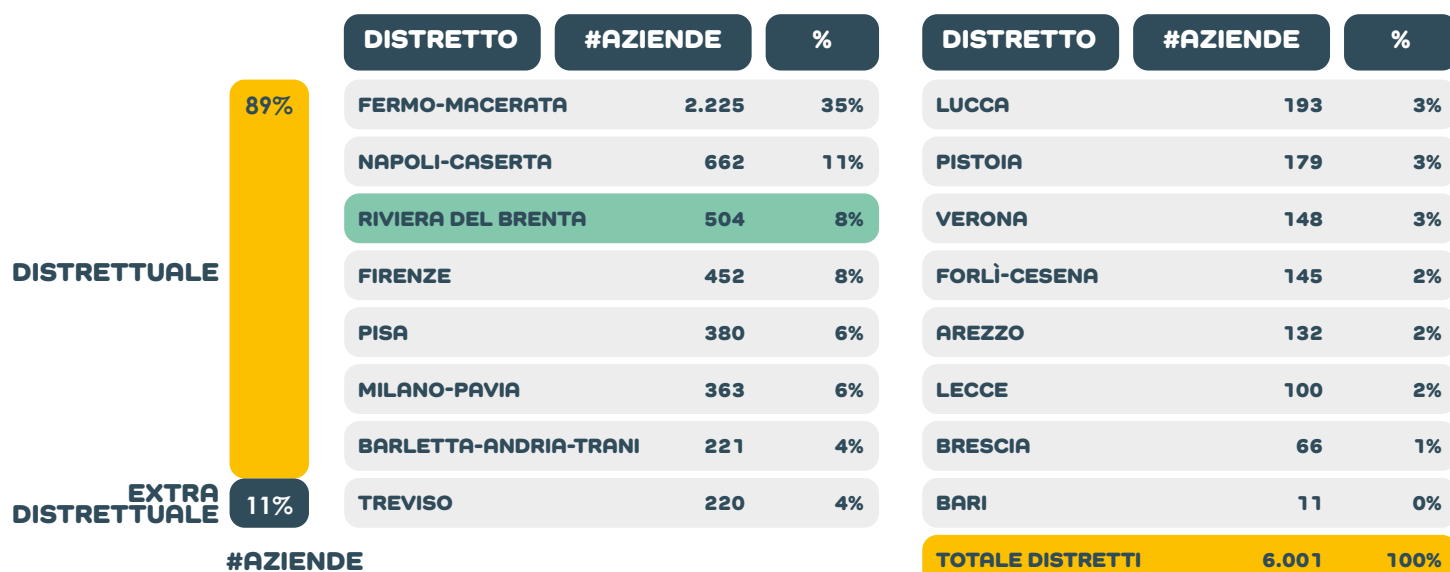 DISTRETTO #AZIENDE %
FERMO-MACERATA 2.225 35%
NAPOLI-CASERTA 662 11%
RIVIERA DEL BRENTA 504 8%
FIRENZE 452 8%
PISA 380 6%
MILANO-PAVIA 363 6%
BARLETTA-ANDRIA-TRANI 221 4%
TREVISO 220 4%
DISTRETTO #AZIENDE %
LUCCA 193 3%
PISTOIA 179 3%
VERONA 148 3%
FORLÌ-CESENA 145 2%
AREZZO 132 2%
LECCE 100 2%
BRESCIA 66 1%
BARI 11 0%
TOTALE DISTRETTI 6.001 100%
89%
DISTRETTUALE
EXTRA
DISTRETTUALE
11%
#AZIENDE